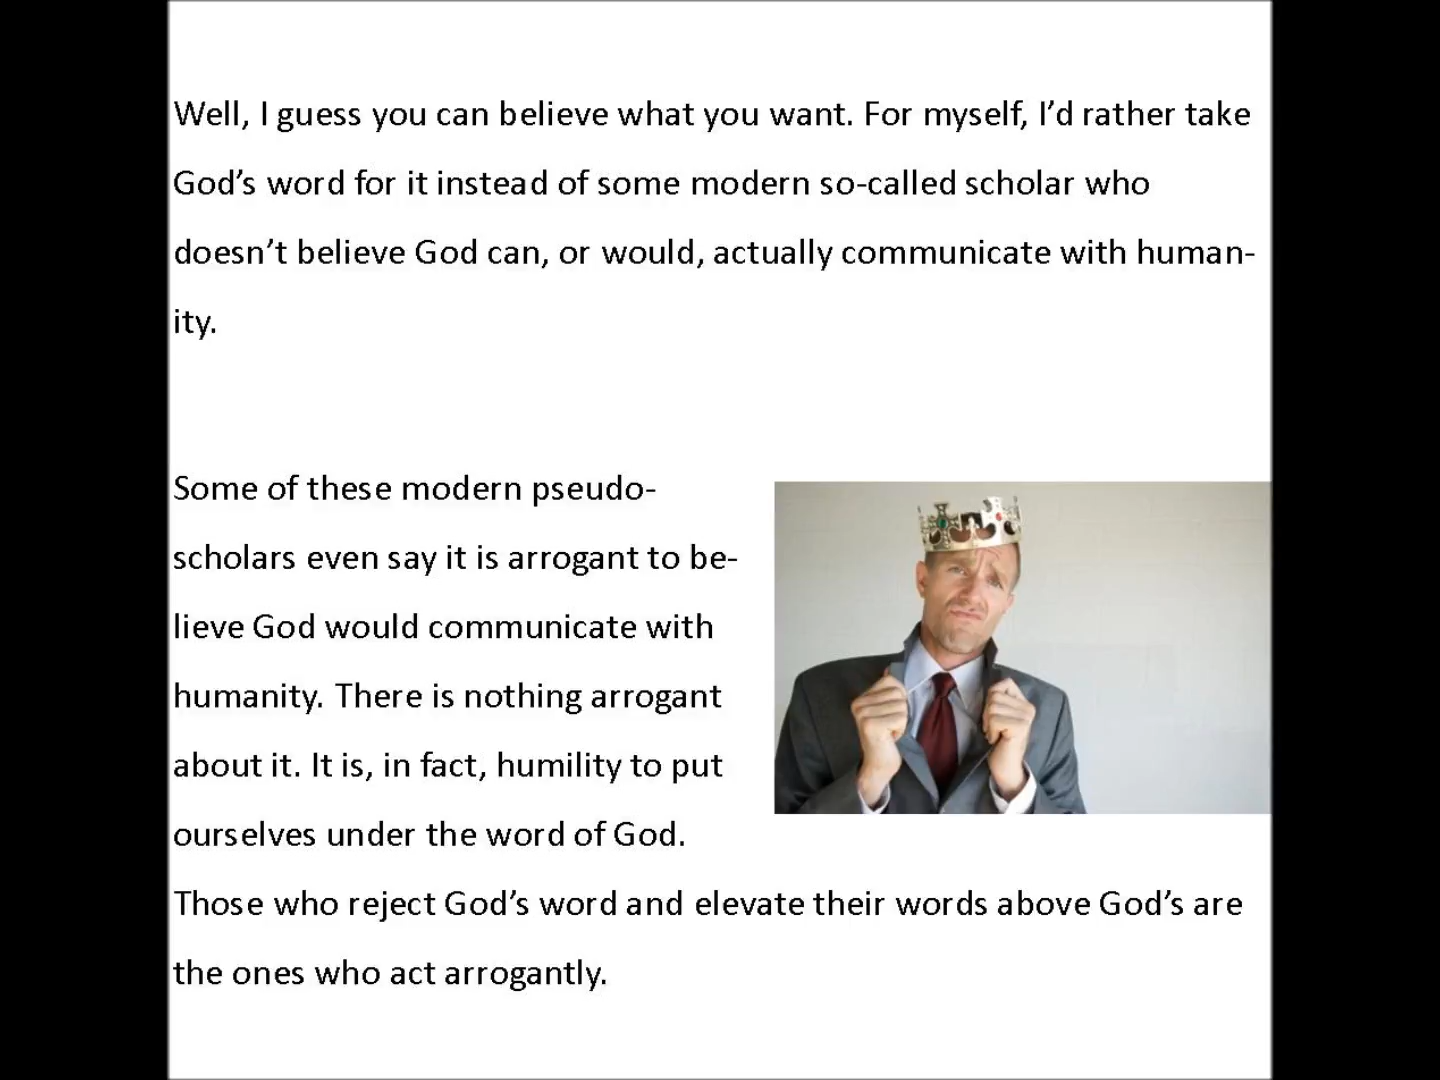 Well, I guess you can believe what you want. For myself, I’d rather take
God’s word for it instead of some modern so-called scholar who
doesn’t believe God can, or would, actually communicate with human-
ity.
Some of these modern pseudo-
scholars even say it is arrogant to be-
lieve God would communicate with
humanity. There is nothing arrogant
about it. It is, in fact, humility to put
ourselves under the word of God.
Those who reject God’s word and elevate their words above God’s are
the ones who act arrogantly.